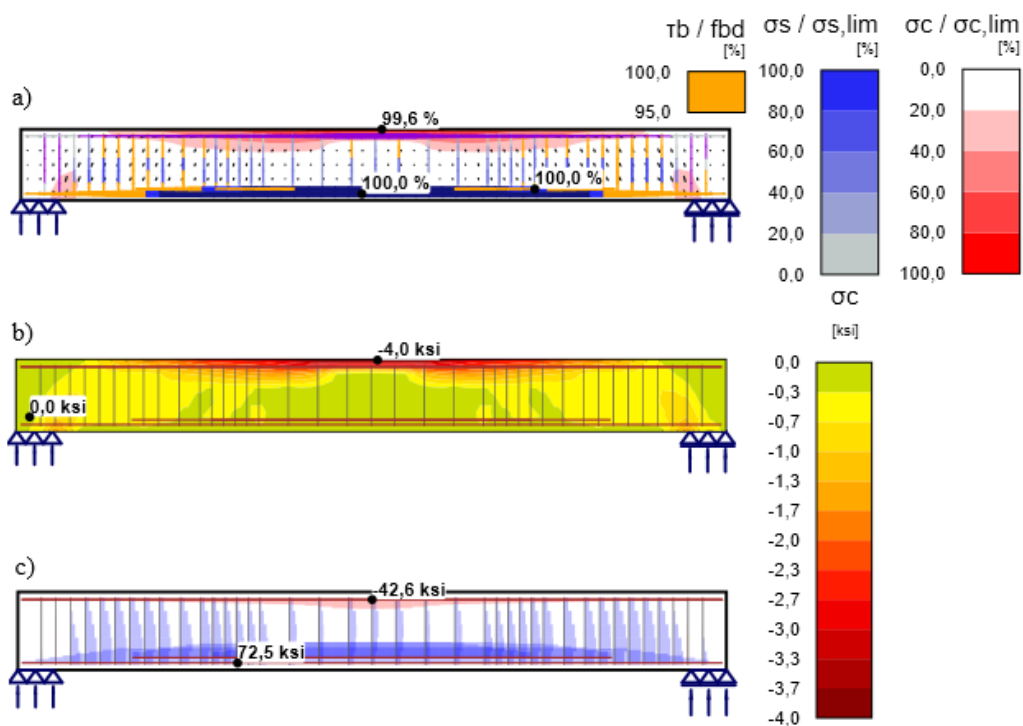 τb / fbd
[%]
100,0
95,0
σs / σs,lim
[%]
100,0
80,0
60,0
40,0
20,0
0,0
σc / σc,lim
[%]
0,0
20,0
40,0
60,0
80,0
100,0
a)
99,6 %
100,0 %
100,0 %
b)
-4,0 ksi
0,0 ksi
c)
-42,6 ksi
72,5 ksi
σc
[ksi]
0,0
-0,3
-0,7
-1,0
-1,3
-1,7
-2,0
-2,3
-2,7
-3,0
-3,3
-3,7
-4,0